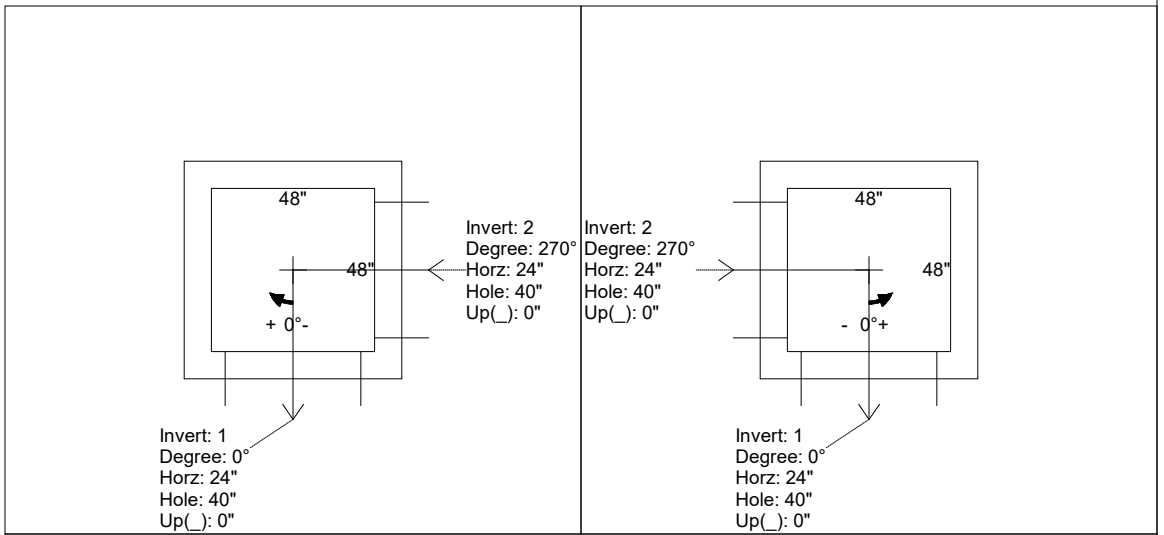 48"
48"
+ 0°-
Invert: 2
Degree: 270°
Horz: 24"
Hole: 40"
Up(_): 0"
Invert: 1
Degree: 0°
Horz: 24"
Hole: 40"
Up(_): 0"
Invert: 2
Degree: 270°
Horz: 24"
Hole: 40"
Up(_): 0"
48"
48"
- 0°+
Invert: 1
Degree: 0°
Horz: 24"
Hole: 40"
Up(_): 0"